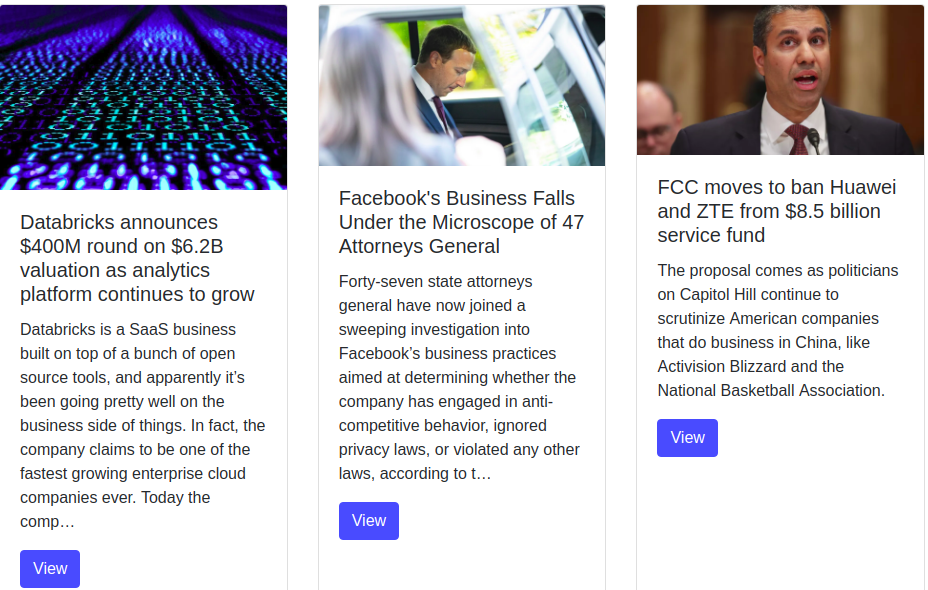 Databricks announces
$400M round on $6.2B
valuation as analytics
platform continues to grow
Databricks is a SaaS business
built on top of a bunch of open
source tools, and apparently it’s
been going pretty well on the
business side of things. In fact, the
company claims to be one of the
fastest growing enterprise cloud
companies ever. Today the
comp…
View
Facebook's Business Falls
Under the Microscope of 47
Attorneys General
Forty-seven state attorneys
general have now joined a
sweeping investigation into
Facebook’s business practices
aimed at determining whether the
company has engaged in anti-
competitive behavior, ignored
privacy laws, or violated any other
laws, according to t…
View
FCC moves to ban Huawei
and ZTE from $8.5 billion
service fund
The proposal comes as politicians
on Capitol Hill continue to
scrutinize American companies
that do business in China, like
Activision Blizzard and the
National Basketball Association.
View